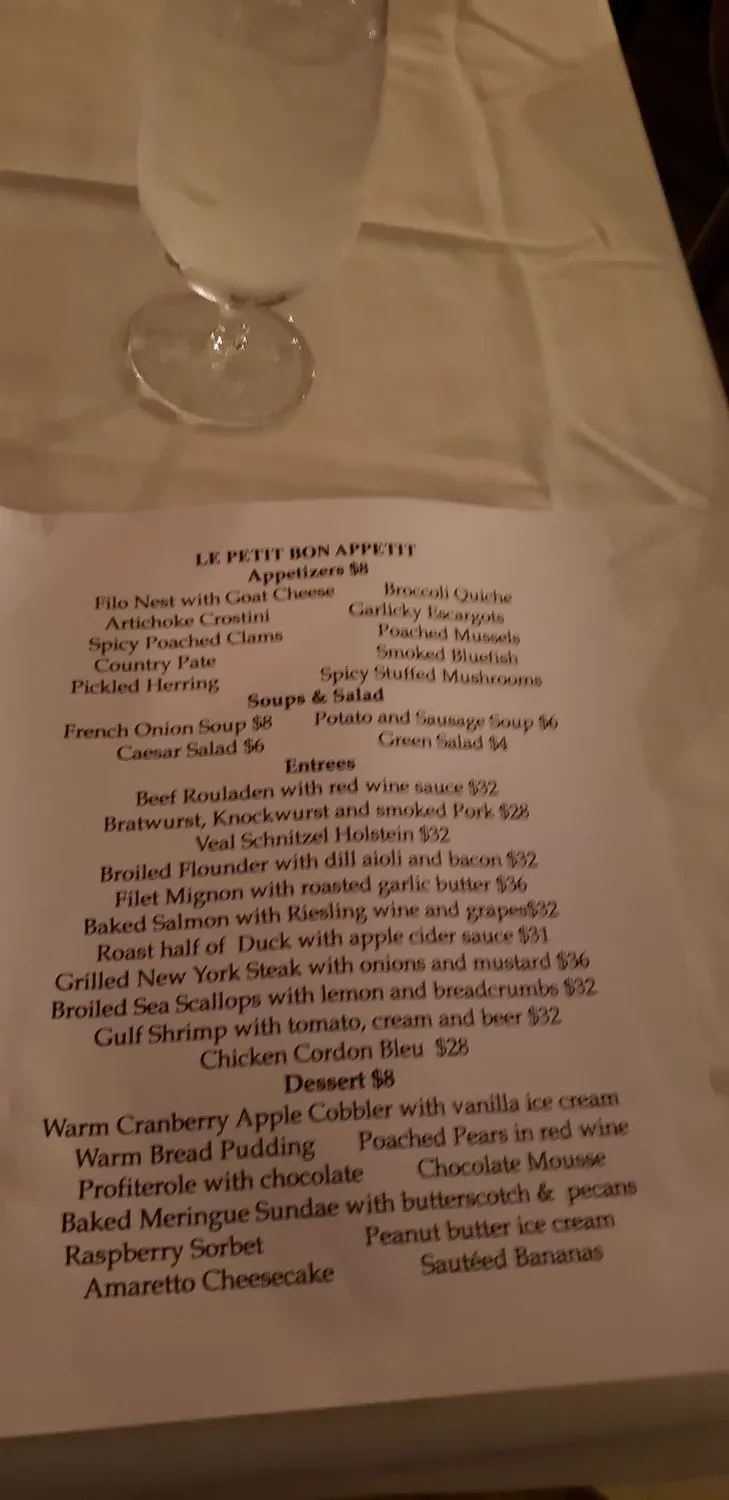 LE PETIT BON APPETIT
Appetizers $8
Filo Nest with Goat Cheese Broccoli Quiche
Artichoke Crostini Garlicky Escargots
Spicy Poached Clams Poached Mussels
Country Pate Smoked Bluefish
Pickled Herring Spicy Stuffed Mushrooms
Soups & Salad
French Onion Soup $8 Potato and Sausage Soup $6
Caesar Salad $6 Green Salad $4
Entrees
Beef Rouladen with red wine sauce $32
Bratwurst, Knockwurst and smoked Pork $28
Veal Schnitzel Holstein $32
Broiled Flounder with dill aioli and bacon $32
Filet Mignon with roasted garlic butter $36
Baked Salmon with Riesling wine and grapes$32
Roast half of Duck with apple cider sauce $31
Grilled New York Steak with onions and mustard $36
Broiled Sea Scallops with lemon and breadcrumbs $32
Gulf Shrimp with tomato, cream and beer $32
Chicken Cordon Bleu $28
Dessert $8
Warm Cranberry Apple Cobbler with vanilla ice cream
Warm Bread Pudding Poached Pears in red wine
Profiterole with chocolate Chocolate Mousse
Baked Meringue Sundae with butterscotch & pecans
Raspberry Sorbet Peanut butter ice cream
Amaretto Cheesecake Sautéed Bananas